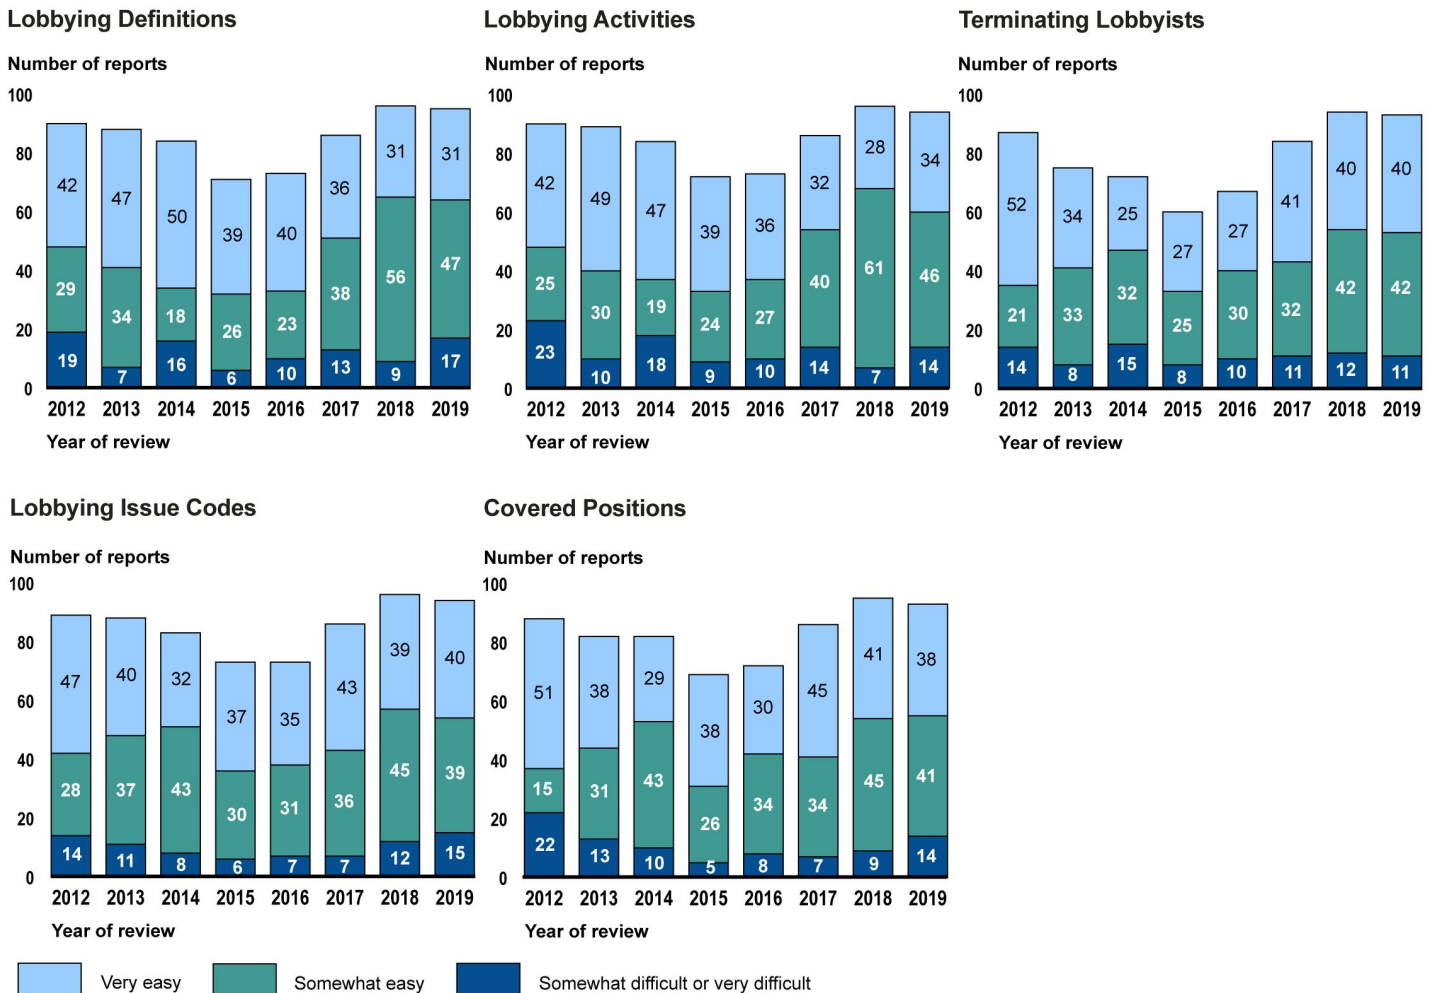 Lobbying Definitions
Number of reports
100
80
60
40
20
0
42 47 50 39 40 36 31 31
29 34 18 26 23 38 56 47
19 7 16 6 10 13 9 17
2012 2013 2014 2015 2016 2017 2018 2019
Year of review
Lobbying Activities
Number of reports
100
80
60
40
20
0
42 49 47 39 36 32 28 34
25 30 19 24 27 40 61 46
23 10 18 9 10 14 7 14
2012 2013 2014 2015 2016 2017 2018 2019
Year of review
Terminating Lobbyists
Number of reports
100
80
60
40
20
0
52 34 25 27 27 41 40 40
21 33 32 25 30 32 42 42
14 8 15 8 10 11 12 11
2012 2013 2014 2015 2016 2017 2018 2019
Year of review
Lobbying Issue Codes
Number of reports
100
80
60
40
20
0
47 40 32 37 35 43 39 40
28 37 43 30 31 36 45 39
14 11 8 6 7 7 12 15
2012 2013 2014 2015 2016 2017 2018 2019
Year of review
Covered Positions
Number of reports
100
80
60
40
20
0
51 38 29 38 30 45 41 38
15 31 43 26 34 34 45 41
22 13 10 5 8 7 9 14
2012 2013 2014 2015 2016 2017 2018 2019
Year of review
Very easy
Somewhat easy
Somewhat difficult or very difficult